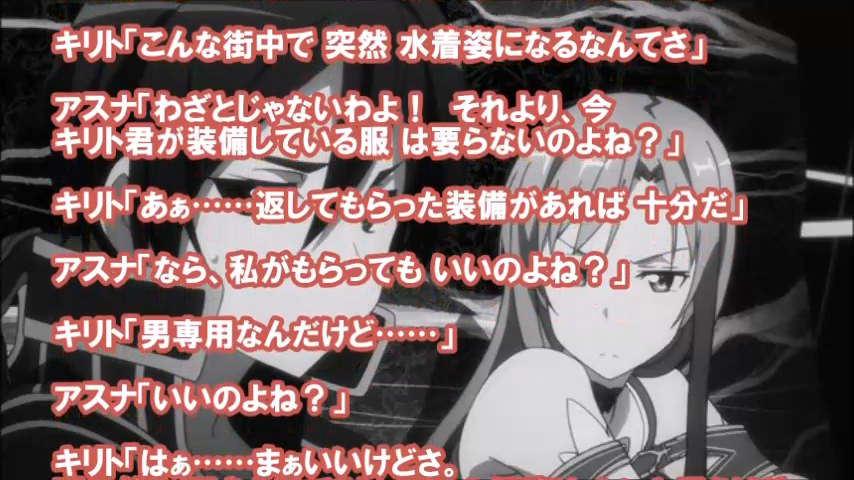 キリト「こんな街中で 突然 水着姿になるなんてさ」
アスナ「わざとじゃないわよ！　それより、今
キリト君が装備している服 は要らないのよね？」
キリト「あぁ……返してもらった装備があれば 十分だ」
アスナ「なら、私がもらっても いいのよね？」
キリト「男専用なんだけど……」
アスナ「いいのよね？」
キリト「はぁ……まぁいいけどさ。